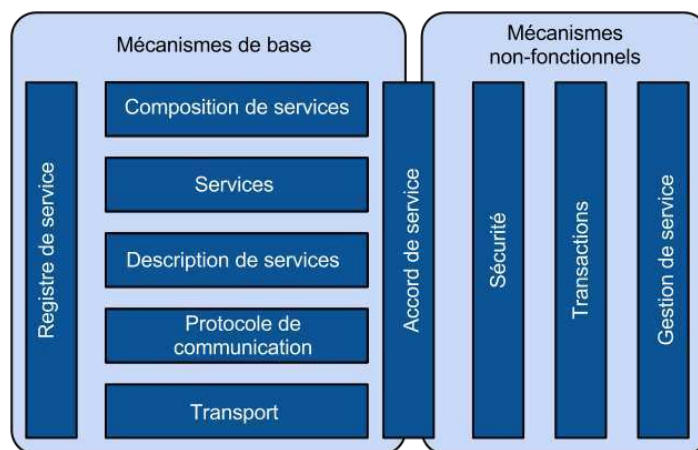 Mécanismes de base
Registre de service
Composition de services
Services
Description de services
Protocole de
communication
Transport
Accord de service
Mécanismes
non-fonctionnels
Sécurité
Transactions
Gestion de service